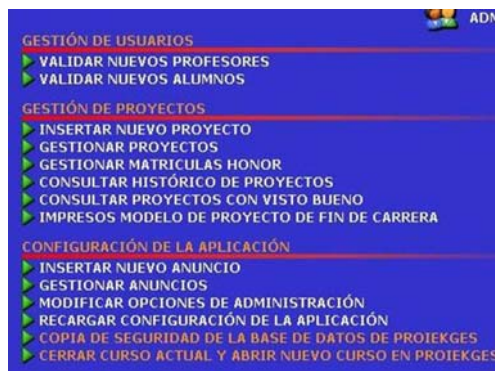 ADM
GESTIÓN DE USUARIOS
VALIDAR NUEVOS PROFESORES
VALIDAR NUEVOS ALUMNOS
GESTIÓN DE PROYECTOS
INSERTAR NUEVO PROYECTO
GESTIONAR PROYECTOS
GESTIONAR MATRICULAS HONOR
CONSULTAR HISTÓRICO DE PROYECTOS
CONSULTAR PROYECTOS CON VISTO BUENO
IMPRESOS MODELO DE PROYECTO DE FIN DE CARRERA
CONFIGURACIÓN DE LA APLICACIÓN
INSERTAR NUEVO ANUNCIO
GESTIONAR ANUNCIOS
MODIFICAR OPCIONES DE ADMINISTRACIÓN
RECARGAR CONFIGURACIÓN DE LA APLICACIÓN
COPIA DE SEGURIDAD DE LA BASE DE DATOS DE PROIEKGES
CERRAR CURSO ACTUAL Y ABRIR NUEVO CURSO EN PROIEKGES